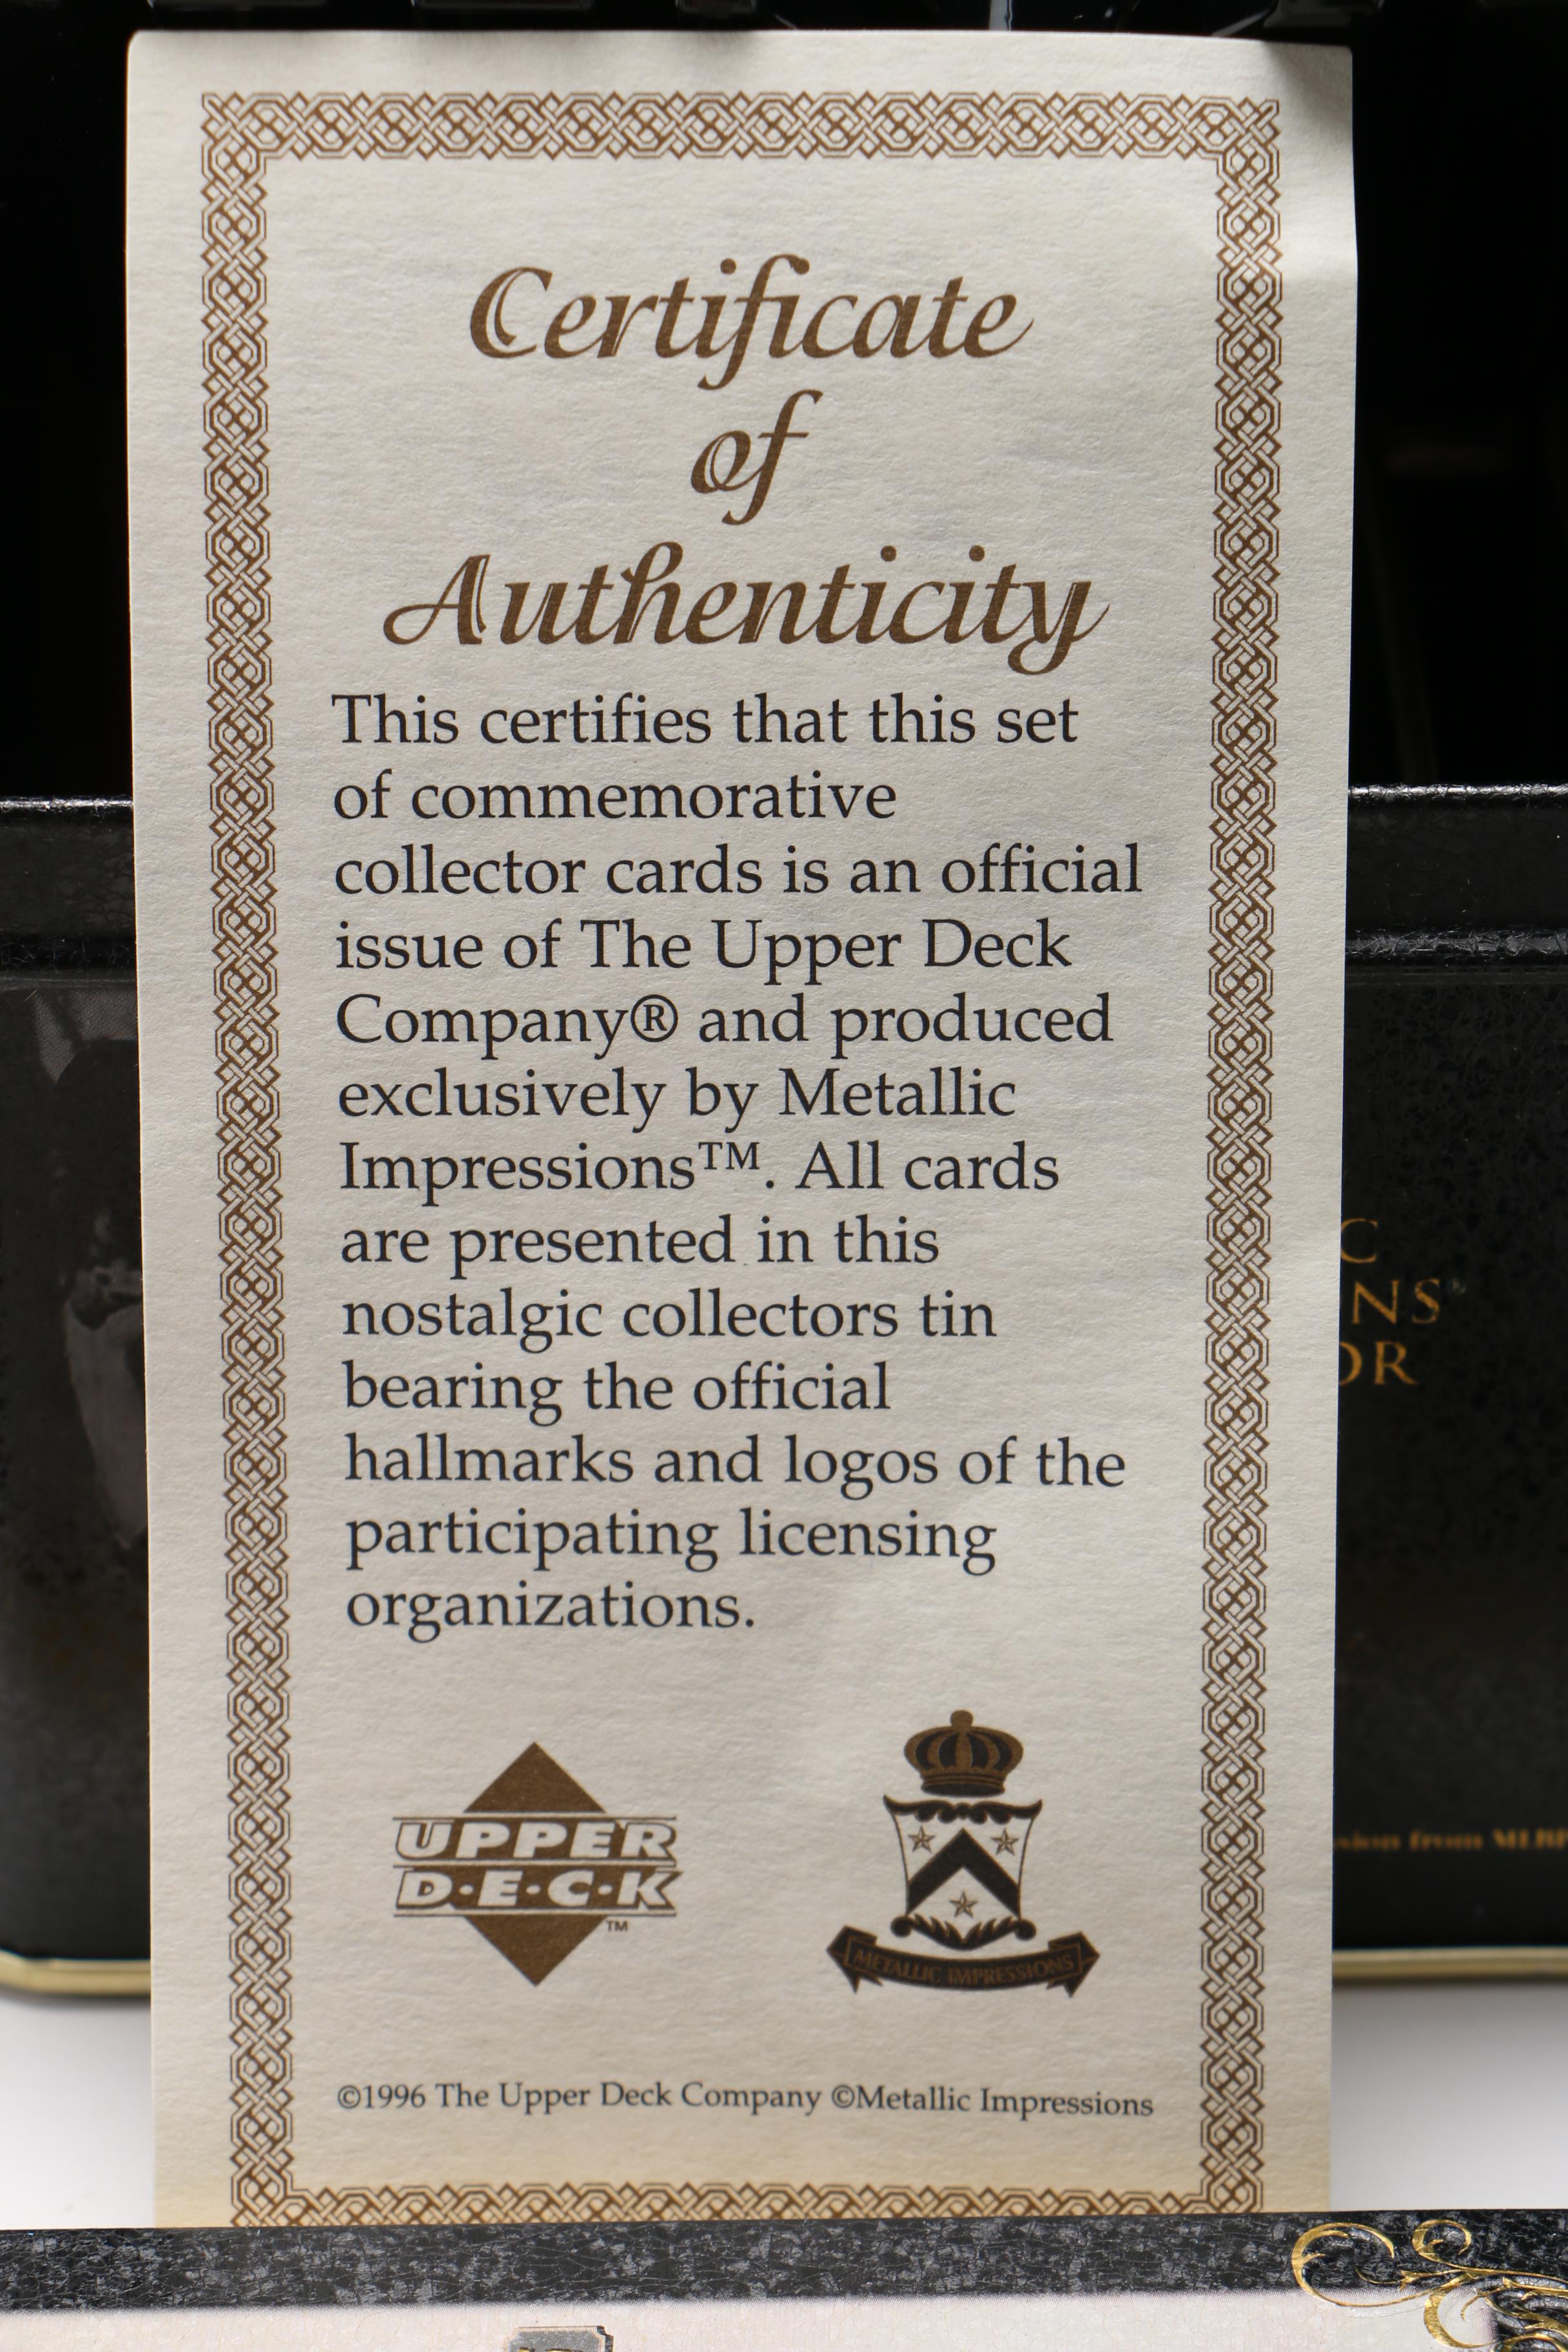 Certificate
of
Authenticity
This certifies that this set
of commemorative
collector cards is an official
issue of The Upper Deck
Company® and produced
exclusively by Metallic
Impressions™. All cards
are presented in this
nostalgic collectors tin
bearing the official
hallmarks and logos of the
participating licensing
organizations.
UPPER
D·E·C·K
™
METALLIC IMPRESSIONS
©1996 The Upper Deck Company ©Metallic Impressions